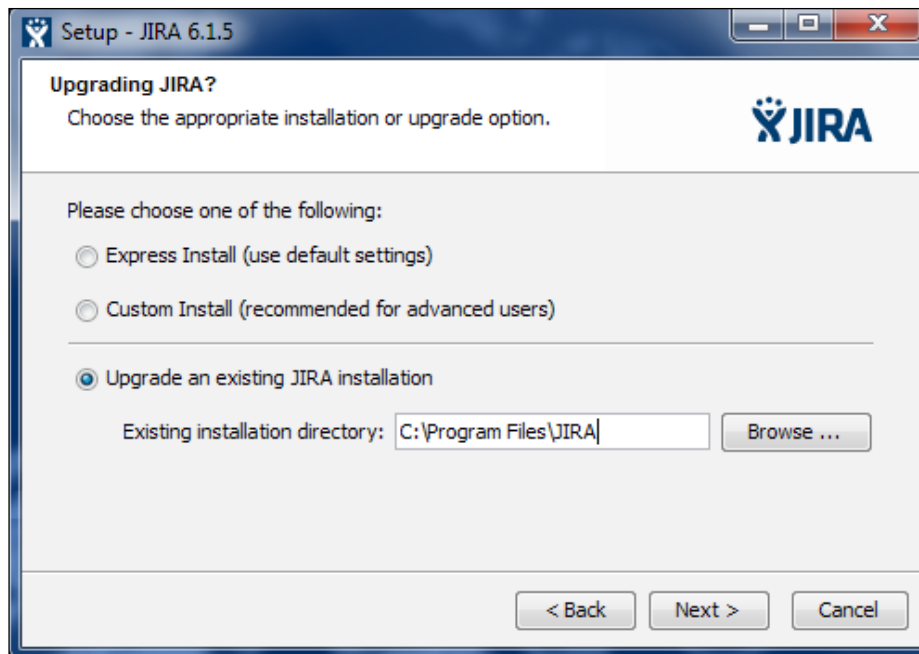 Setup - JIRA 6.1.5
Upgrading JIRA?
Choose the appropriate installation or upgrade option.
JIRA
Please choose one of the following:
Express Install (use default settings)
Custom Install (recommended for advanced users)
Upgrade an existing JIRA installation
Existing installation directory: C:\Program Files\JIRA Browse ...
< Back Next > Cancel